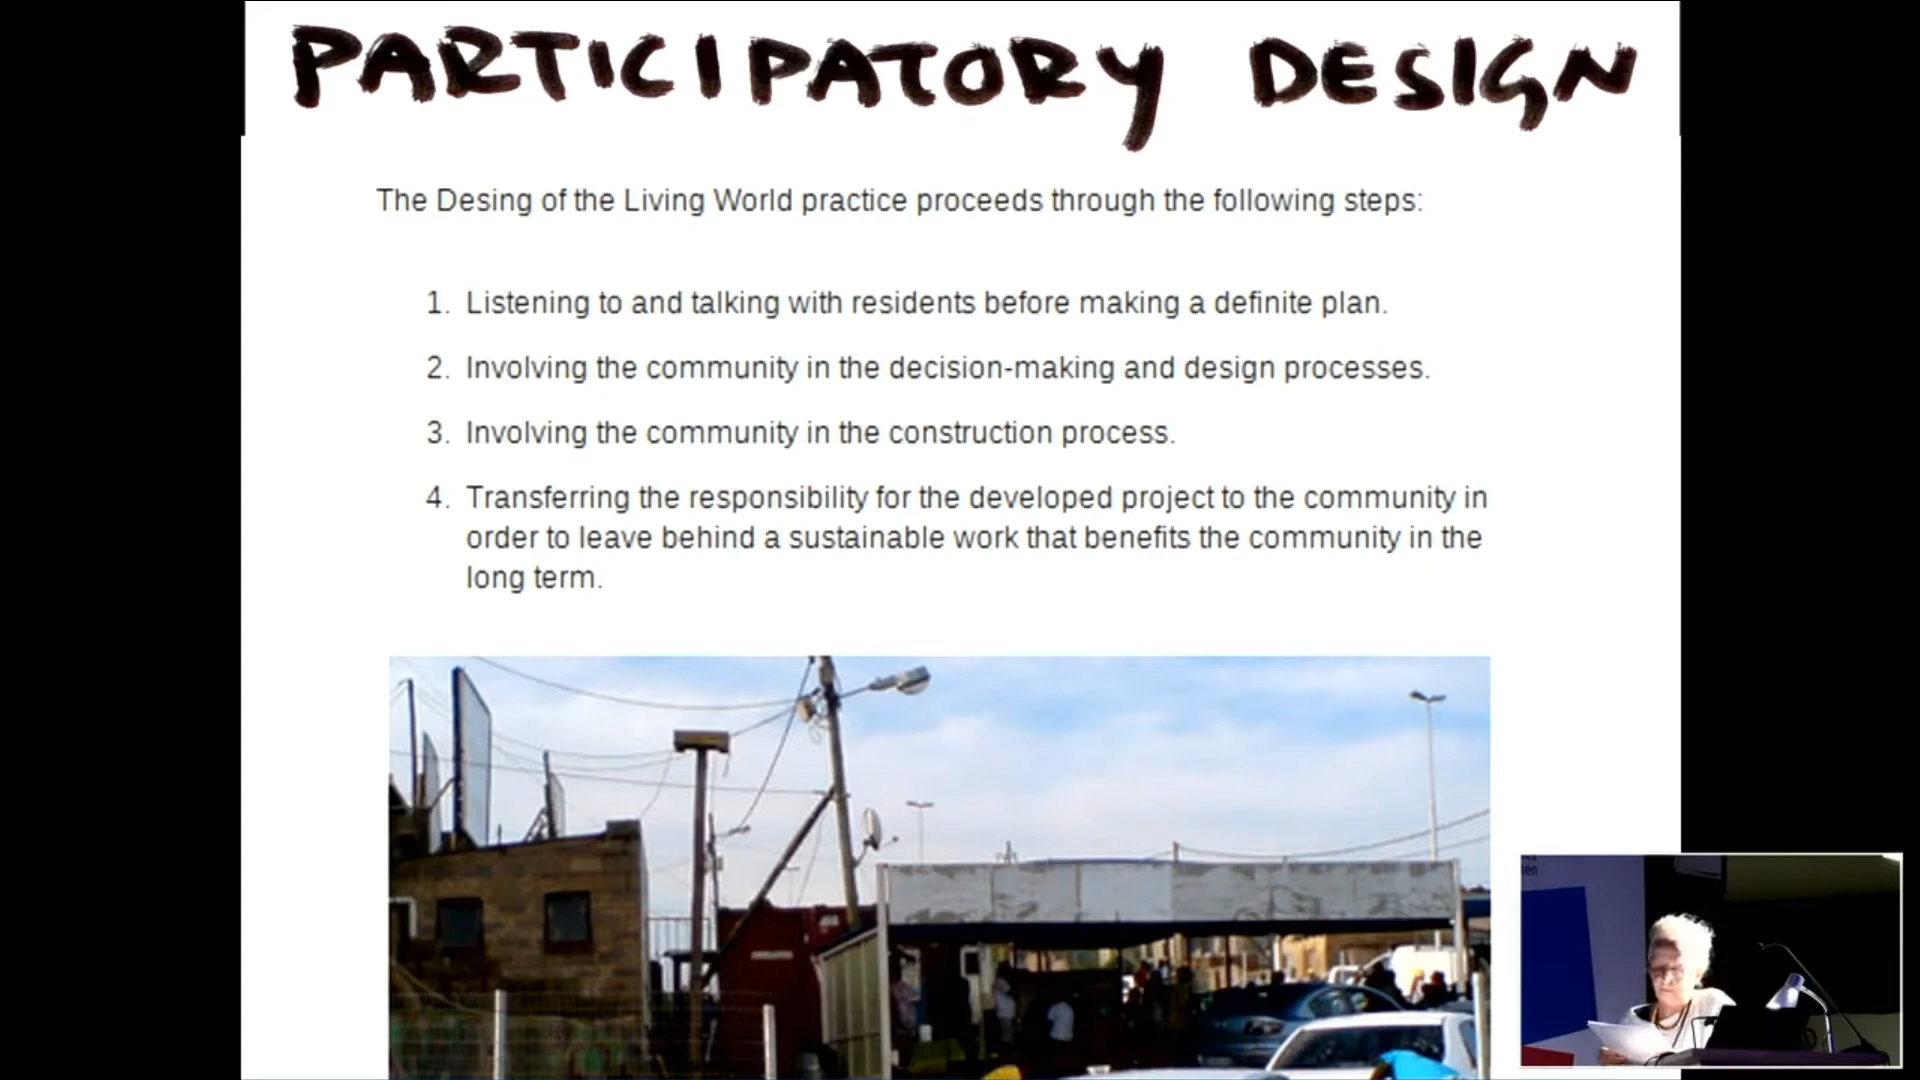 PARTICIPATORY DESIGN
The Desing of the Living World practice proceeds through the following steps:
1. Listening to and talking with residents before making a definite plan.
2. Involving the community in the decision-making and design processes.
3. Involving the community in the construction process.
4. Transferring the responsibility for the developed project to the community in
order to leave behind a sustainable work that benefits the community in the
long term.